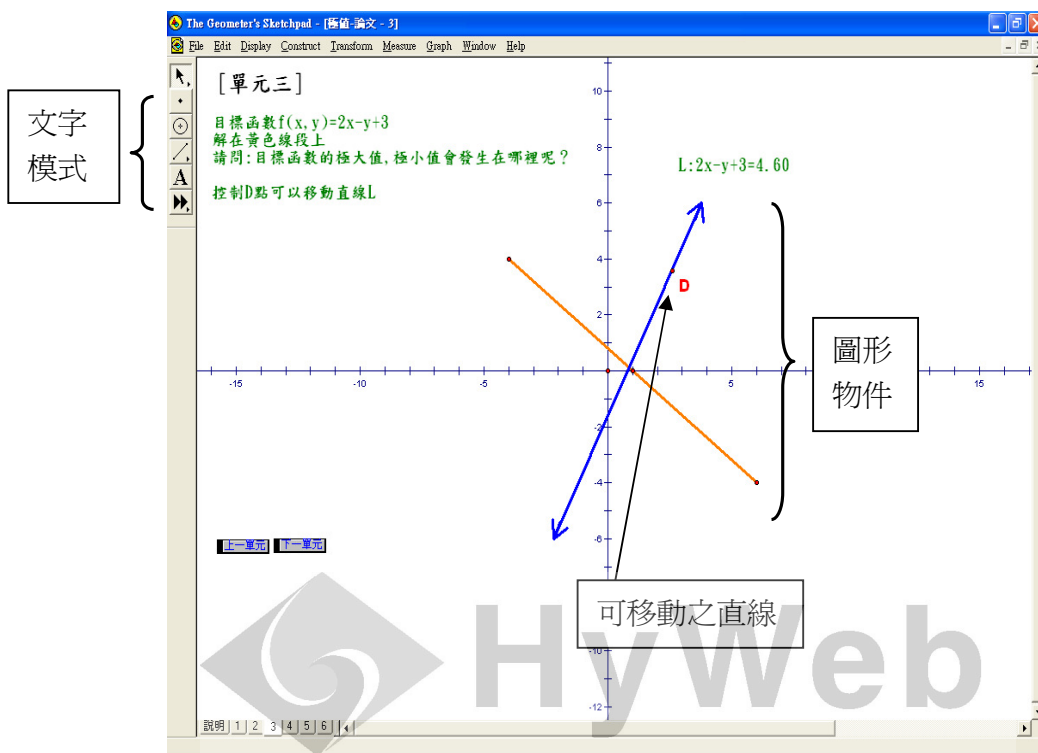 The Geometer's Sketchpad - [極值-論文 - 3]
File Edit Display Construct Transform Measure Graph Window Help
[單元三]
目標函數f(x,y)=2x-y+3
解在黃色線段上
請問:目標函數的極大值,極小值會發生在哪裡呢?
控制D點可以移動直線L
文字
模式
A
L:2x-y+3=4.60
D
圖形
物件
10
8
6
4
2
-2
-4
-6
-10
-12
-15
-10
-5
5
15
上一單元
下一單元
可移動之直線
HyWeb
說明 1 2 3 4 5 6